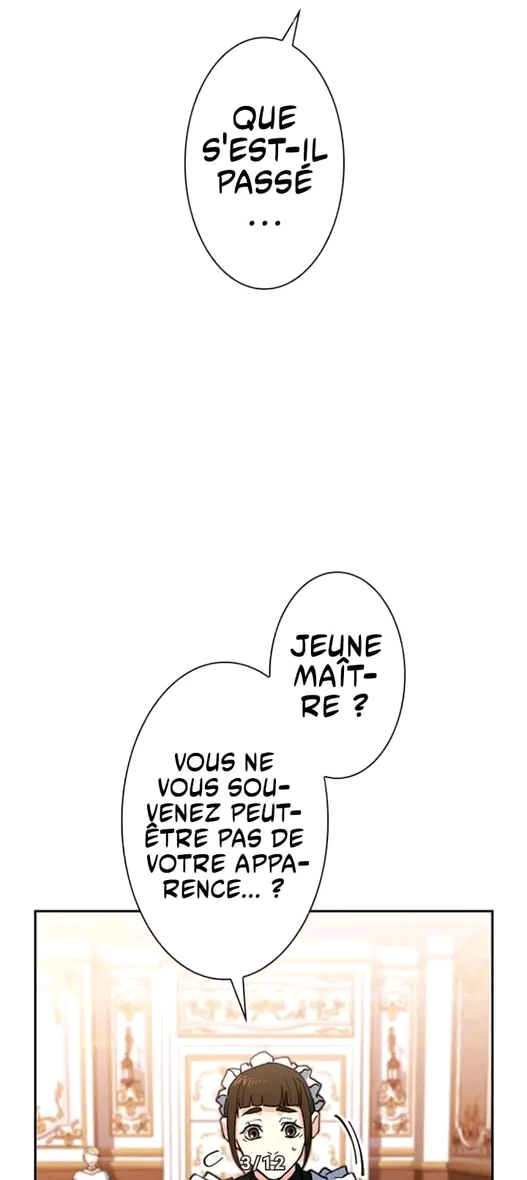 QUE
S'EST-IL
PASSÉ
...
JEUNE
MAÎT-
RE ?
VOUS NE
VOUS SOU-
VENEZ PEUT-
ÊTRE PAS DE
VOTRE APPA-
RENCE... ?
3/12